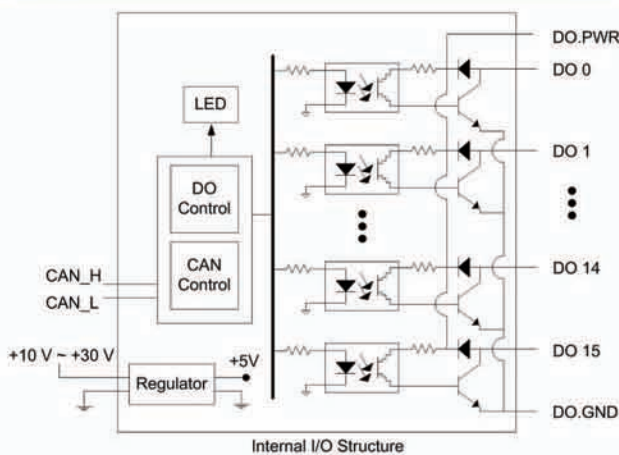 DO.PWR
DO 0
LED
DO 1
DO
Control
CAN
Control
CAN_H
CAN_L
DO 14
+10 V ~ +30 V
+5V
DO 15
Regulator
DO.GND
Internal I/O Structure